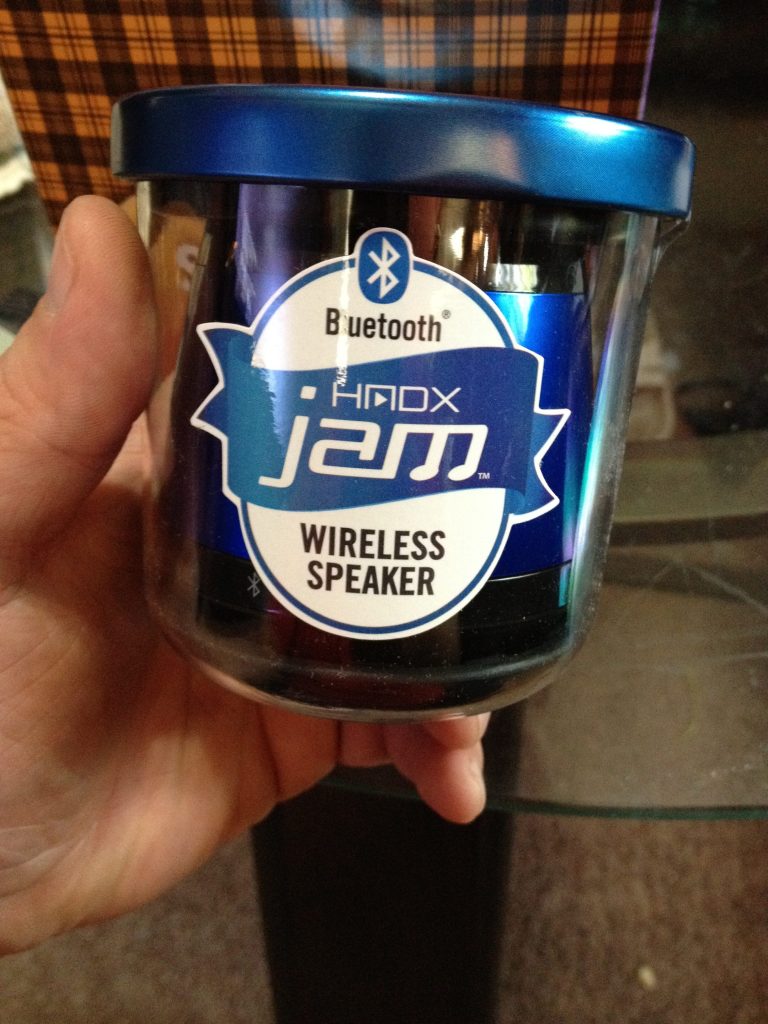 Bluetooth®
HMDX
jam™
WIRELESS
SPEAKER